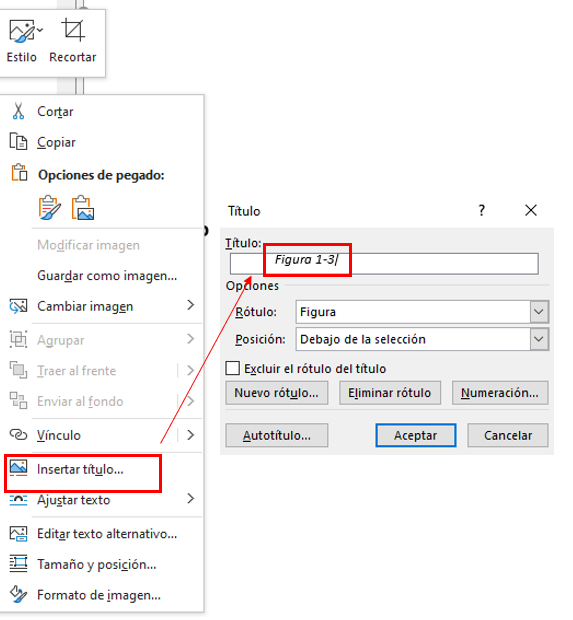 Estilo Recortar
Cortar
Copiar
Opciones de pegado:
Modificar imagen
Guardar como imagen...
Cambiar imagen
Agrupar
Traer al frente
Enviar al fondo
Vínculo
Insertar título...
Ajustar texto
Editar texto alternativo...
Tamaño y posición...
Formato de imagen...
Título ?
Título:
Figura 1-3
Opciones
Rótulo: Figura
Posición: Debajo de la selección
Excluir el rótulo del título
Nuevo rótulo... Eliminar rótulo Numeración...
Autotítulo... Aceptar Cancelar